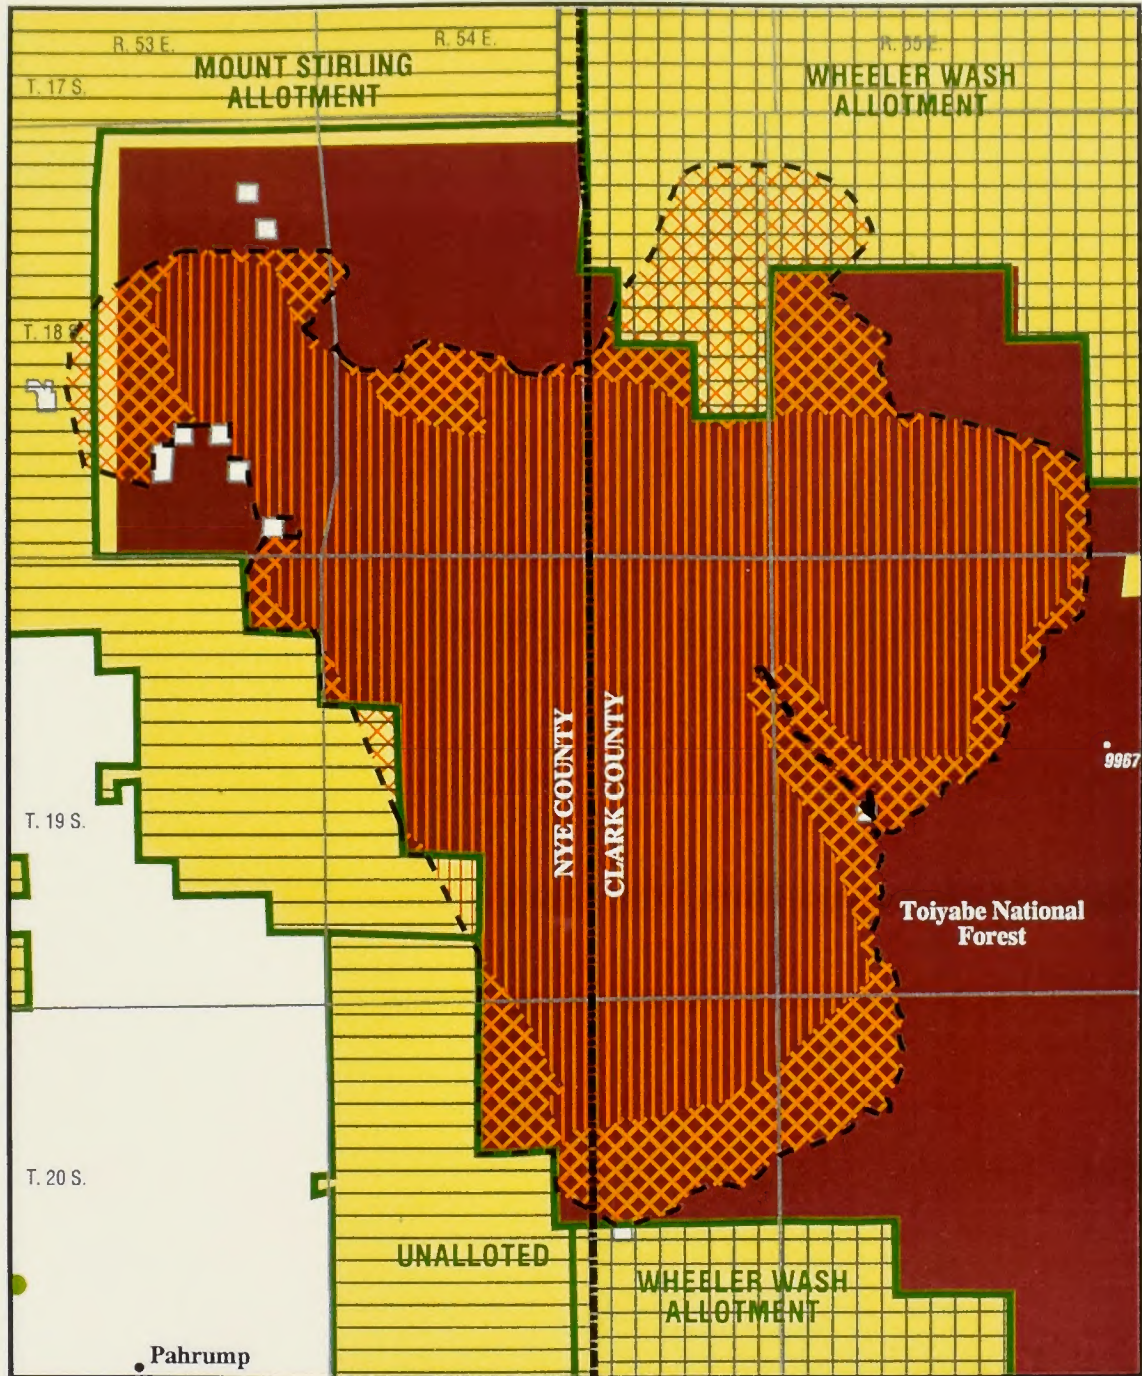 R. 53 E.
R. 54 E.
R. 55 E.
MOUNT STIRLING
ALLOTMENT
WHEELER WASH
ALLOTMENT
T. 17 S.
T. 18 S.
NYE COUNTY
CLARK COUNTY
9967
T. 19 S.
Toiyabe National
Forest
T. 20 S.
UNALLOTED
WHEELER WASH
ALLOTMENT
Pahrump